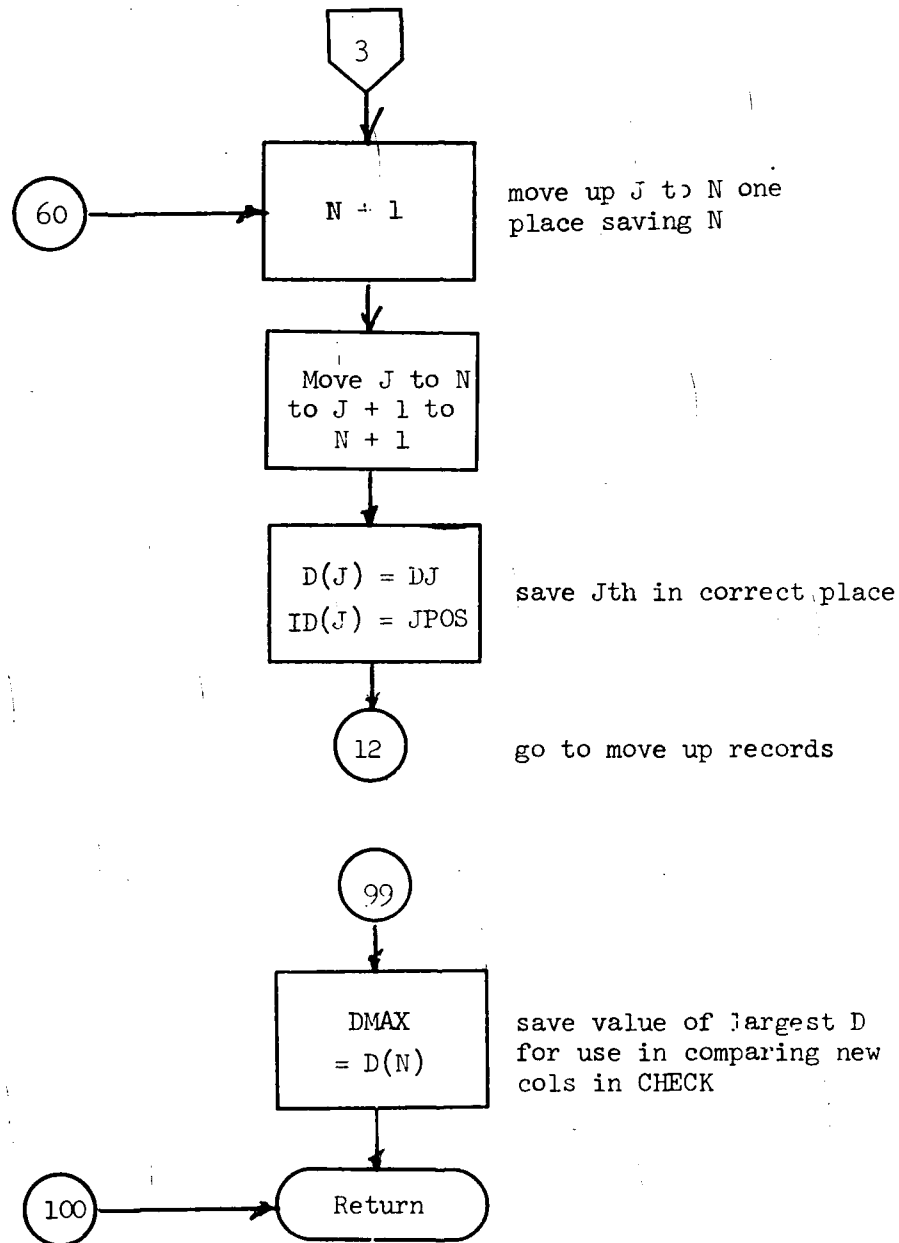 3
60
N + 1
move up J to N one
place saving N
Move J to N
to J + 1 to
N + 1
D(J) = DJ
ID(J) = JPOS
save Jth in correct place
12
go to move up records
99
DMAX
= D(N)
save value of largest D
for use in comparing new
cols in CHECK
100
Return